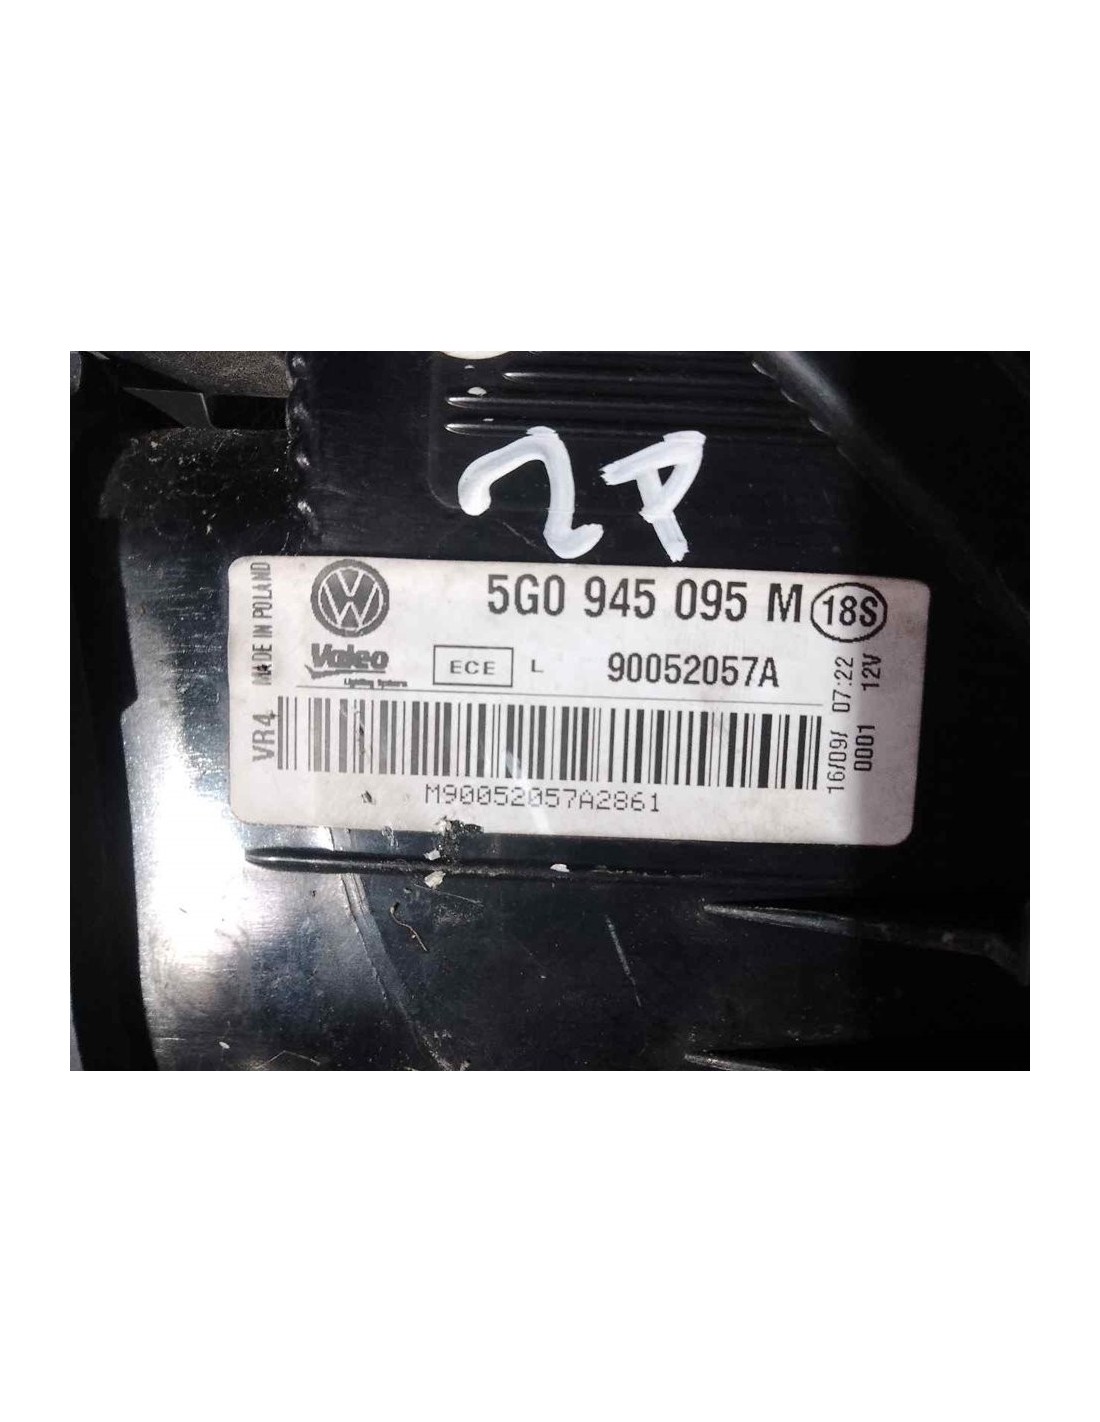 2P
MADE IN POLAND
5G0 945 095 M 18S
Valeo
Lighting Systems
ECE L 90052057A
VR4
M90052057A2861
16/09/ 07:22
0001 12V